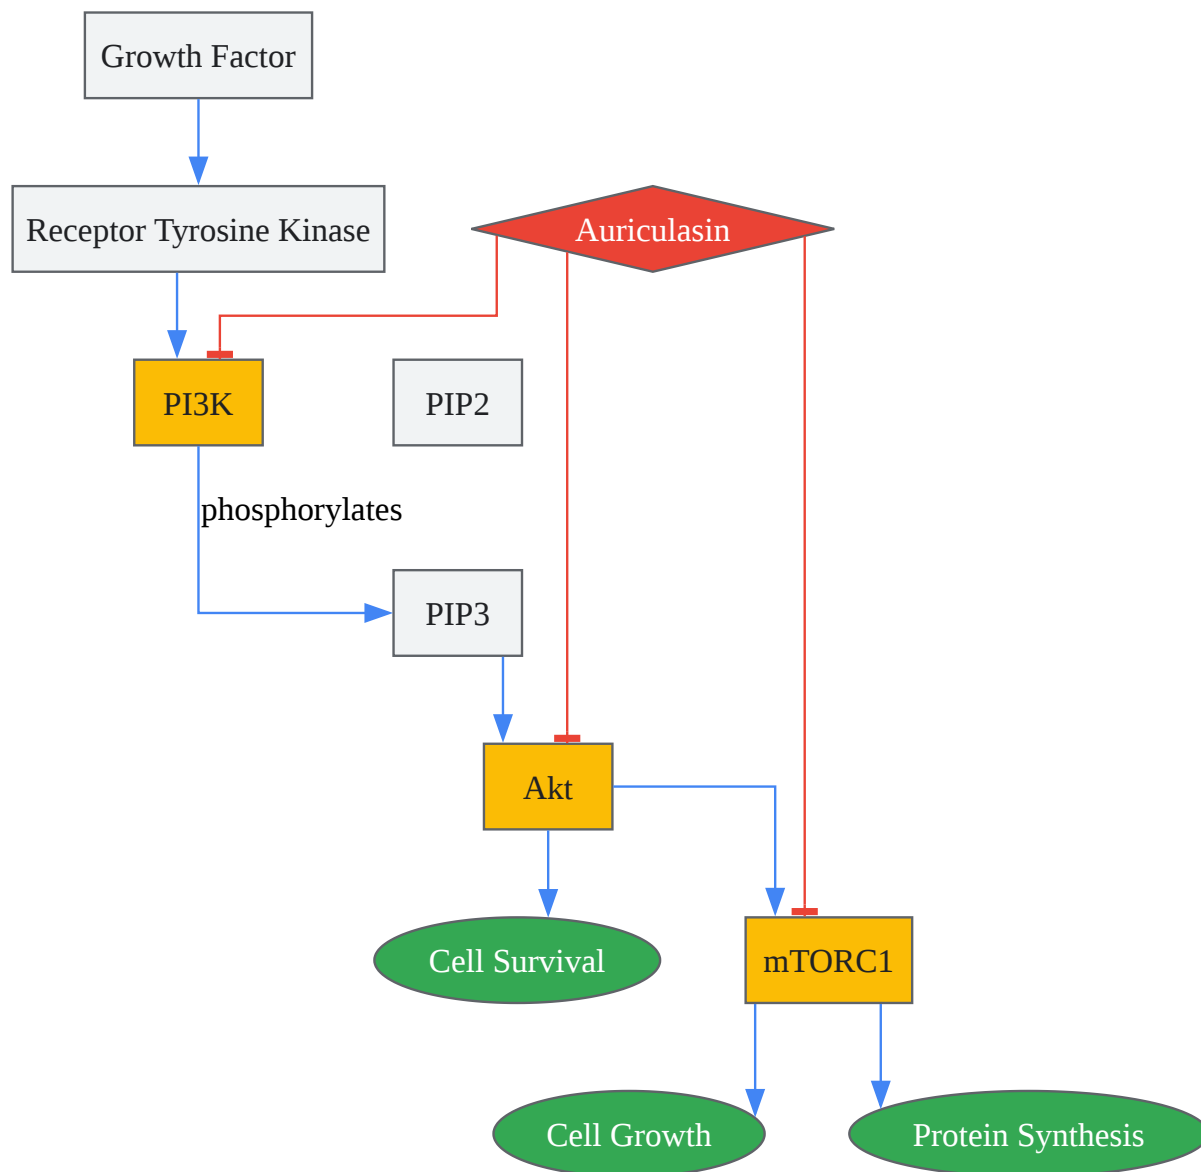 Growth Factor
Receptor Tyrosine Kinase
Auriculasin
PI3K
PIP2
phosphorylates
PIP3
Akt
Cell Survival
mTORC1
Cell Growth
Protein Synthesis